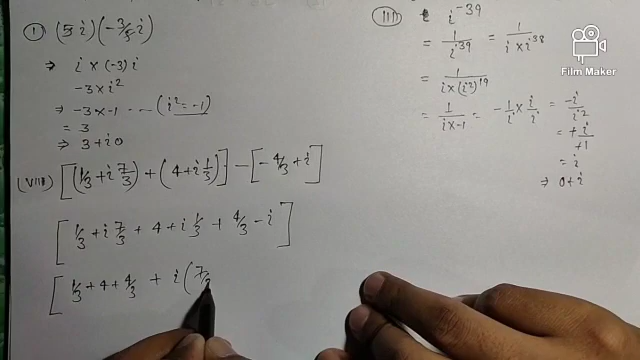 ① (5i)(-3/5 i)
⇒ i × (-3)i
-3 × i²
⇒ -3 × -1 --- (i² = -1)
= 3
⇒ 3 + i0
(VIII) [(1/3 + i 7/3) + (4 + i 1/3)] - [-4/3 + i]
[1/3 + i 7/3 + 4 + i 1/3 + 4/3 - i]
[1/3 + 4 + 4/3 + i(7/
(III) i^-39
= 1/i^39 = 1/(i × i^38)
= 1/(i × (i²)^19)
= 1/(i × -1) = -1/i × i/i = -i/i²
= +i/+1
= i
⇒ 0 + i
Film Maker